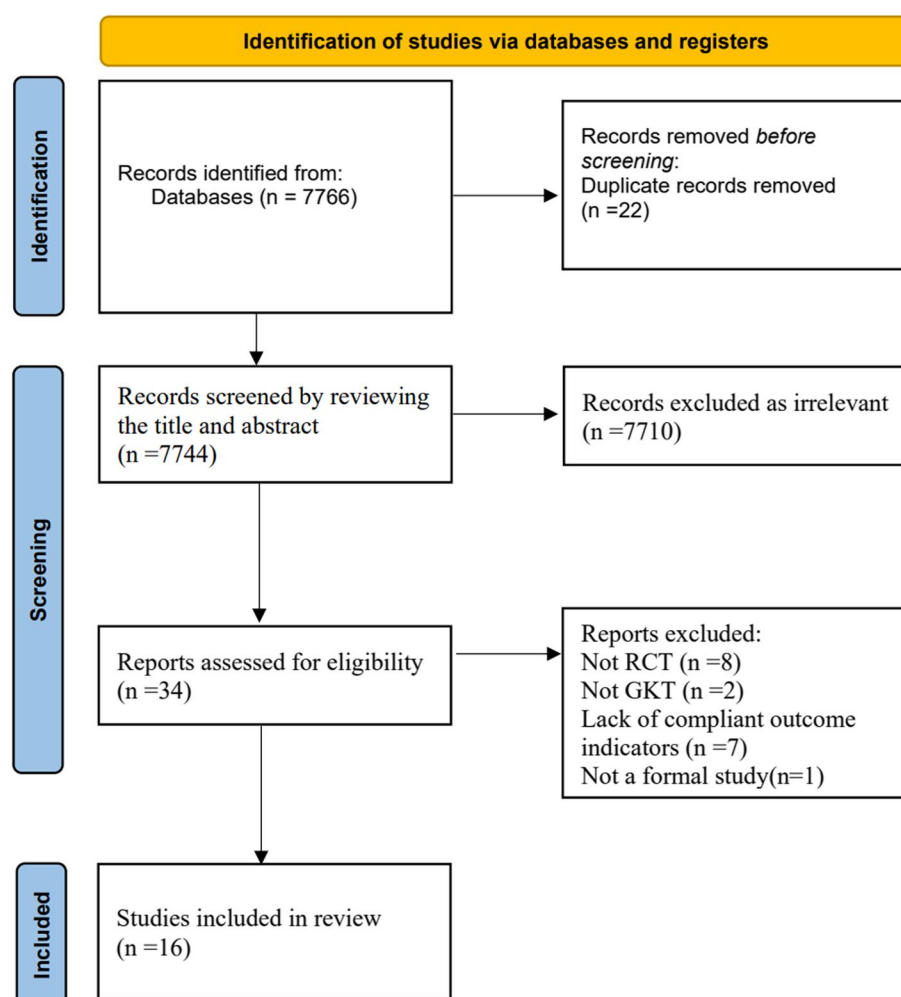 Identification of studies via databases and registers
Identification
Records identified from:
Databases (n = 7766)
Records removed before
screening:
Duplicate records removed
(n =22)
Screening
Records screened by reviewing
the title and abstract
(n =7744)
Records excluded as irrelevant
(n =7710)
Reports assessed for eligibility
(n =34)
Reports excluded:
Not RCT (n =8)
Not GKT (n =2)
Lack of compliant outcome
indicators (n =7)
Not a formal study(n=1)
Included
Studies included in review
(n =16)